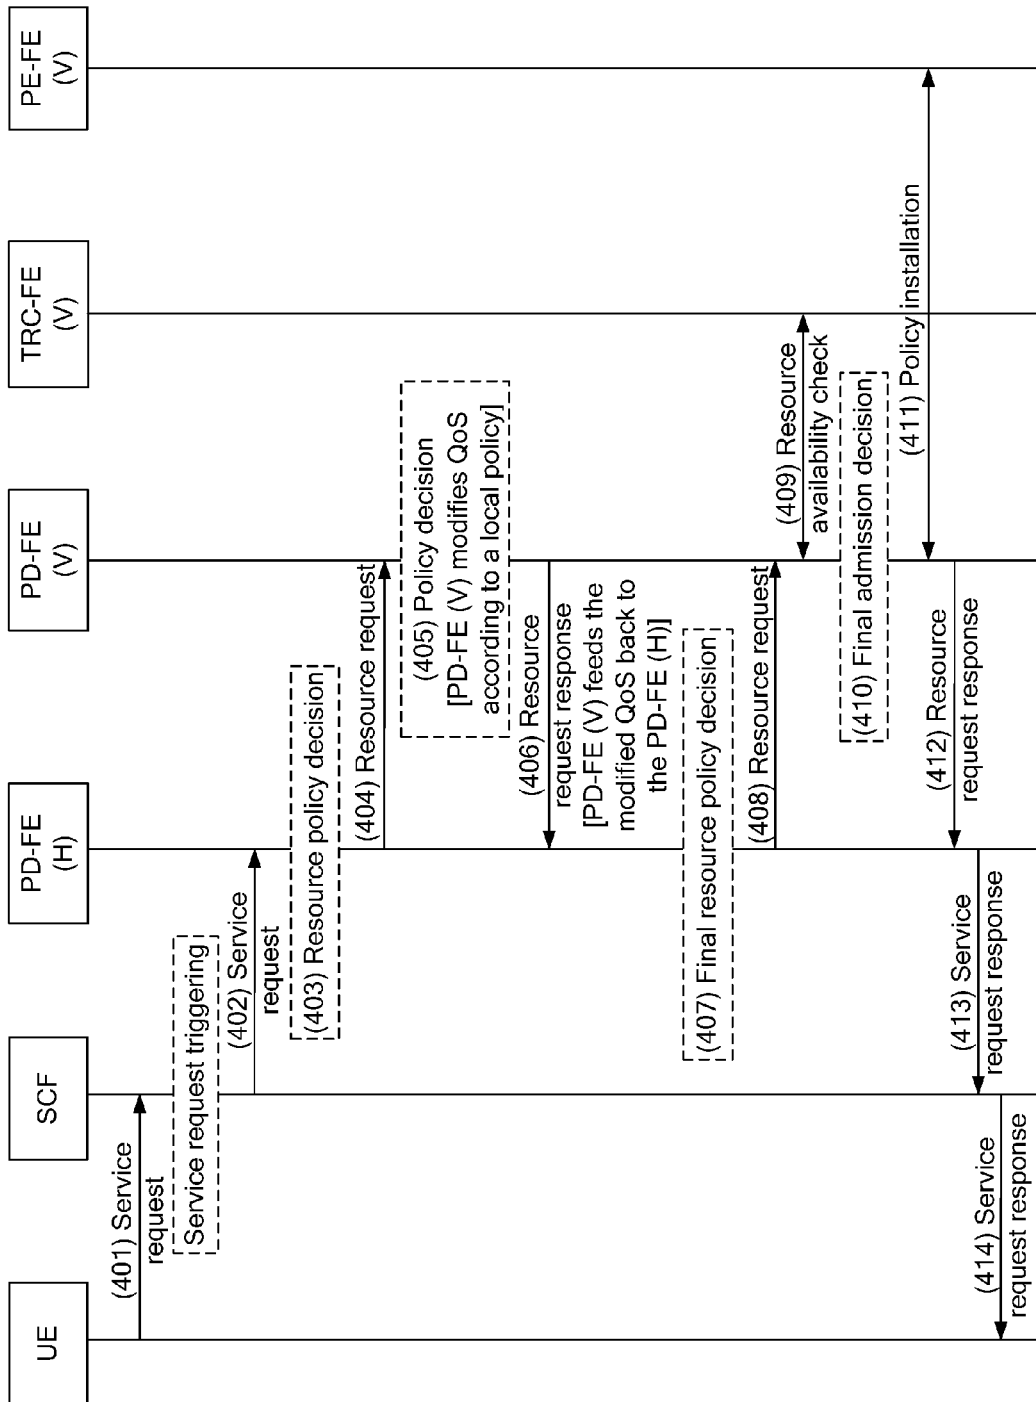 UE
SCF
PD-FE
(H)
PD-FE
(V)
TRC-FE
(V)
PE-FE
(V)
(401) Service
request
Service request triggering
(402) Service
request
(403) Resource policy decision
(404) Resource request
(405) Policy decision
[PD-FE (V) modifies QoS
according to a local policy]
(406) Resource
request response
[PD-FE (V) feeds the
modified QoS back to
the PD-FE (H)]
(407) Final resource policy decision
(408) Resource request
(409) Resource
availability check
(410) Final admission decision
(411) Policy installation
(412) Resource
request response
(413) Service
request response
(414) Service
request response